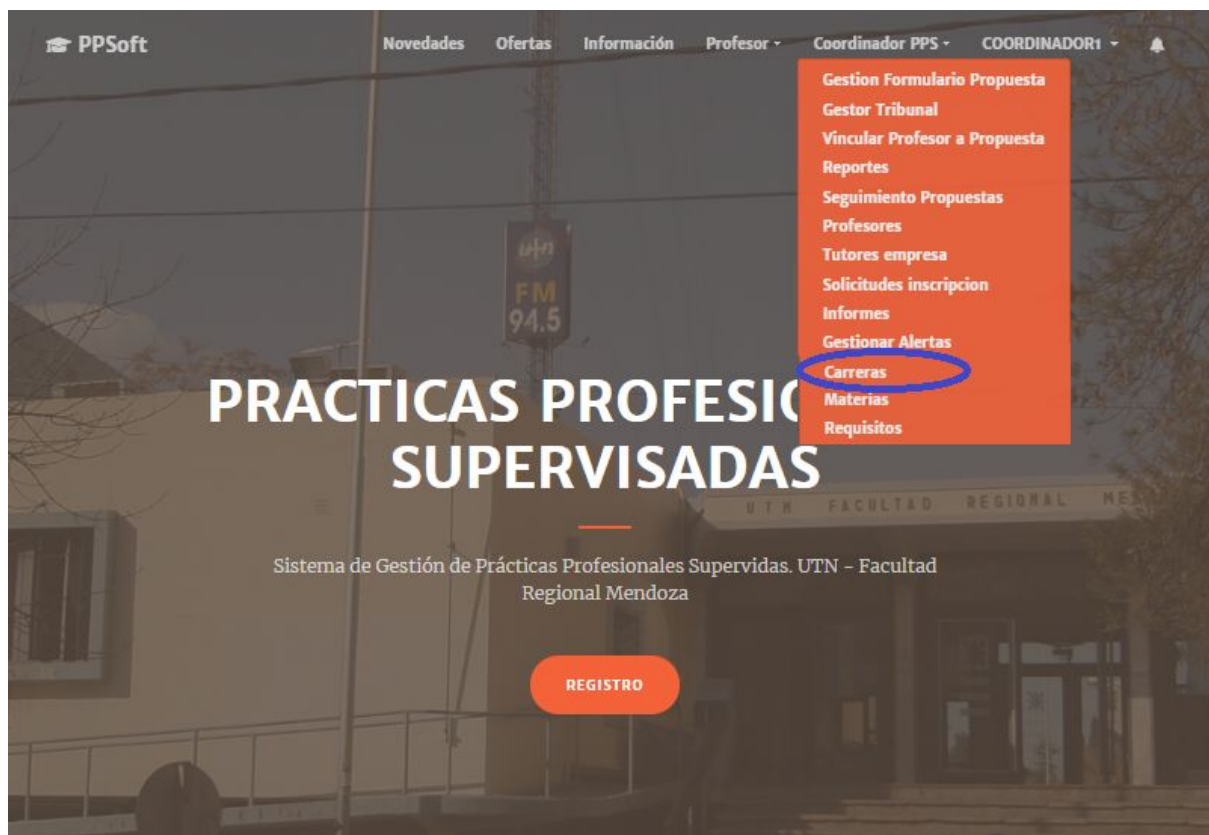 PPSoft
Novedades Ofertas Información Profesor Coordinador PPS COORDINADOR1
Gestion Formulario Propuesta
Gestor Tribunal
Vincular Profesor a Propuesta
Reportes
Seguimiento Propuestas
Profesores
Tutores empresa
Solicitudes inscripcion
Informes
Gestionar Alertas
Carreras
Materias
Requisitos
utn
FM
94.5
PRACTICAS PROFESIO
SUPERVISADAS
UTN FACULTAD REGIONAL ME
Sistema de Gestión de Prácticas Profesionales Supervidas. UTN – Facultad
Regional Mendoza
REGISTRO